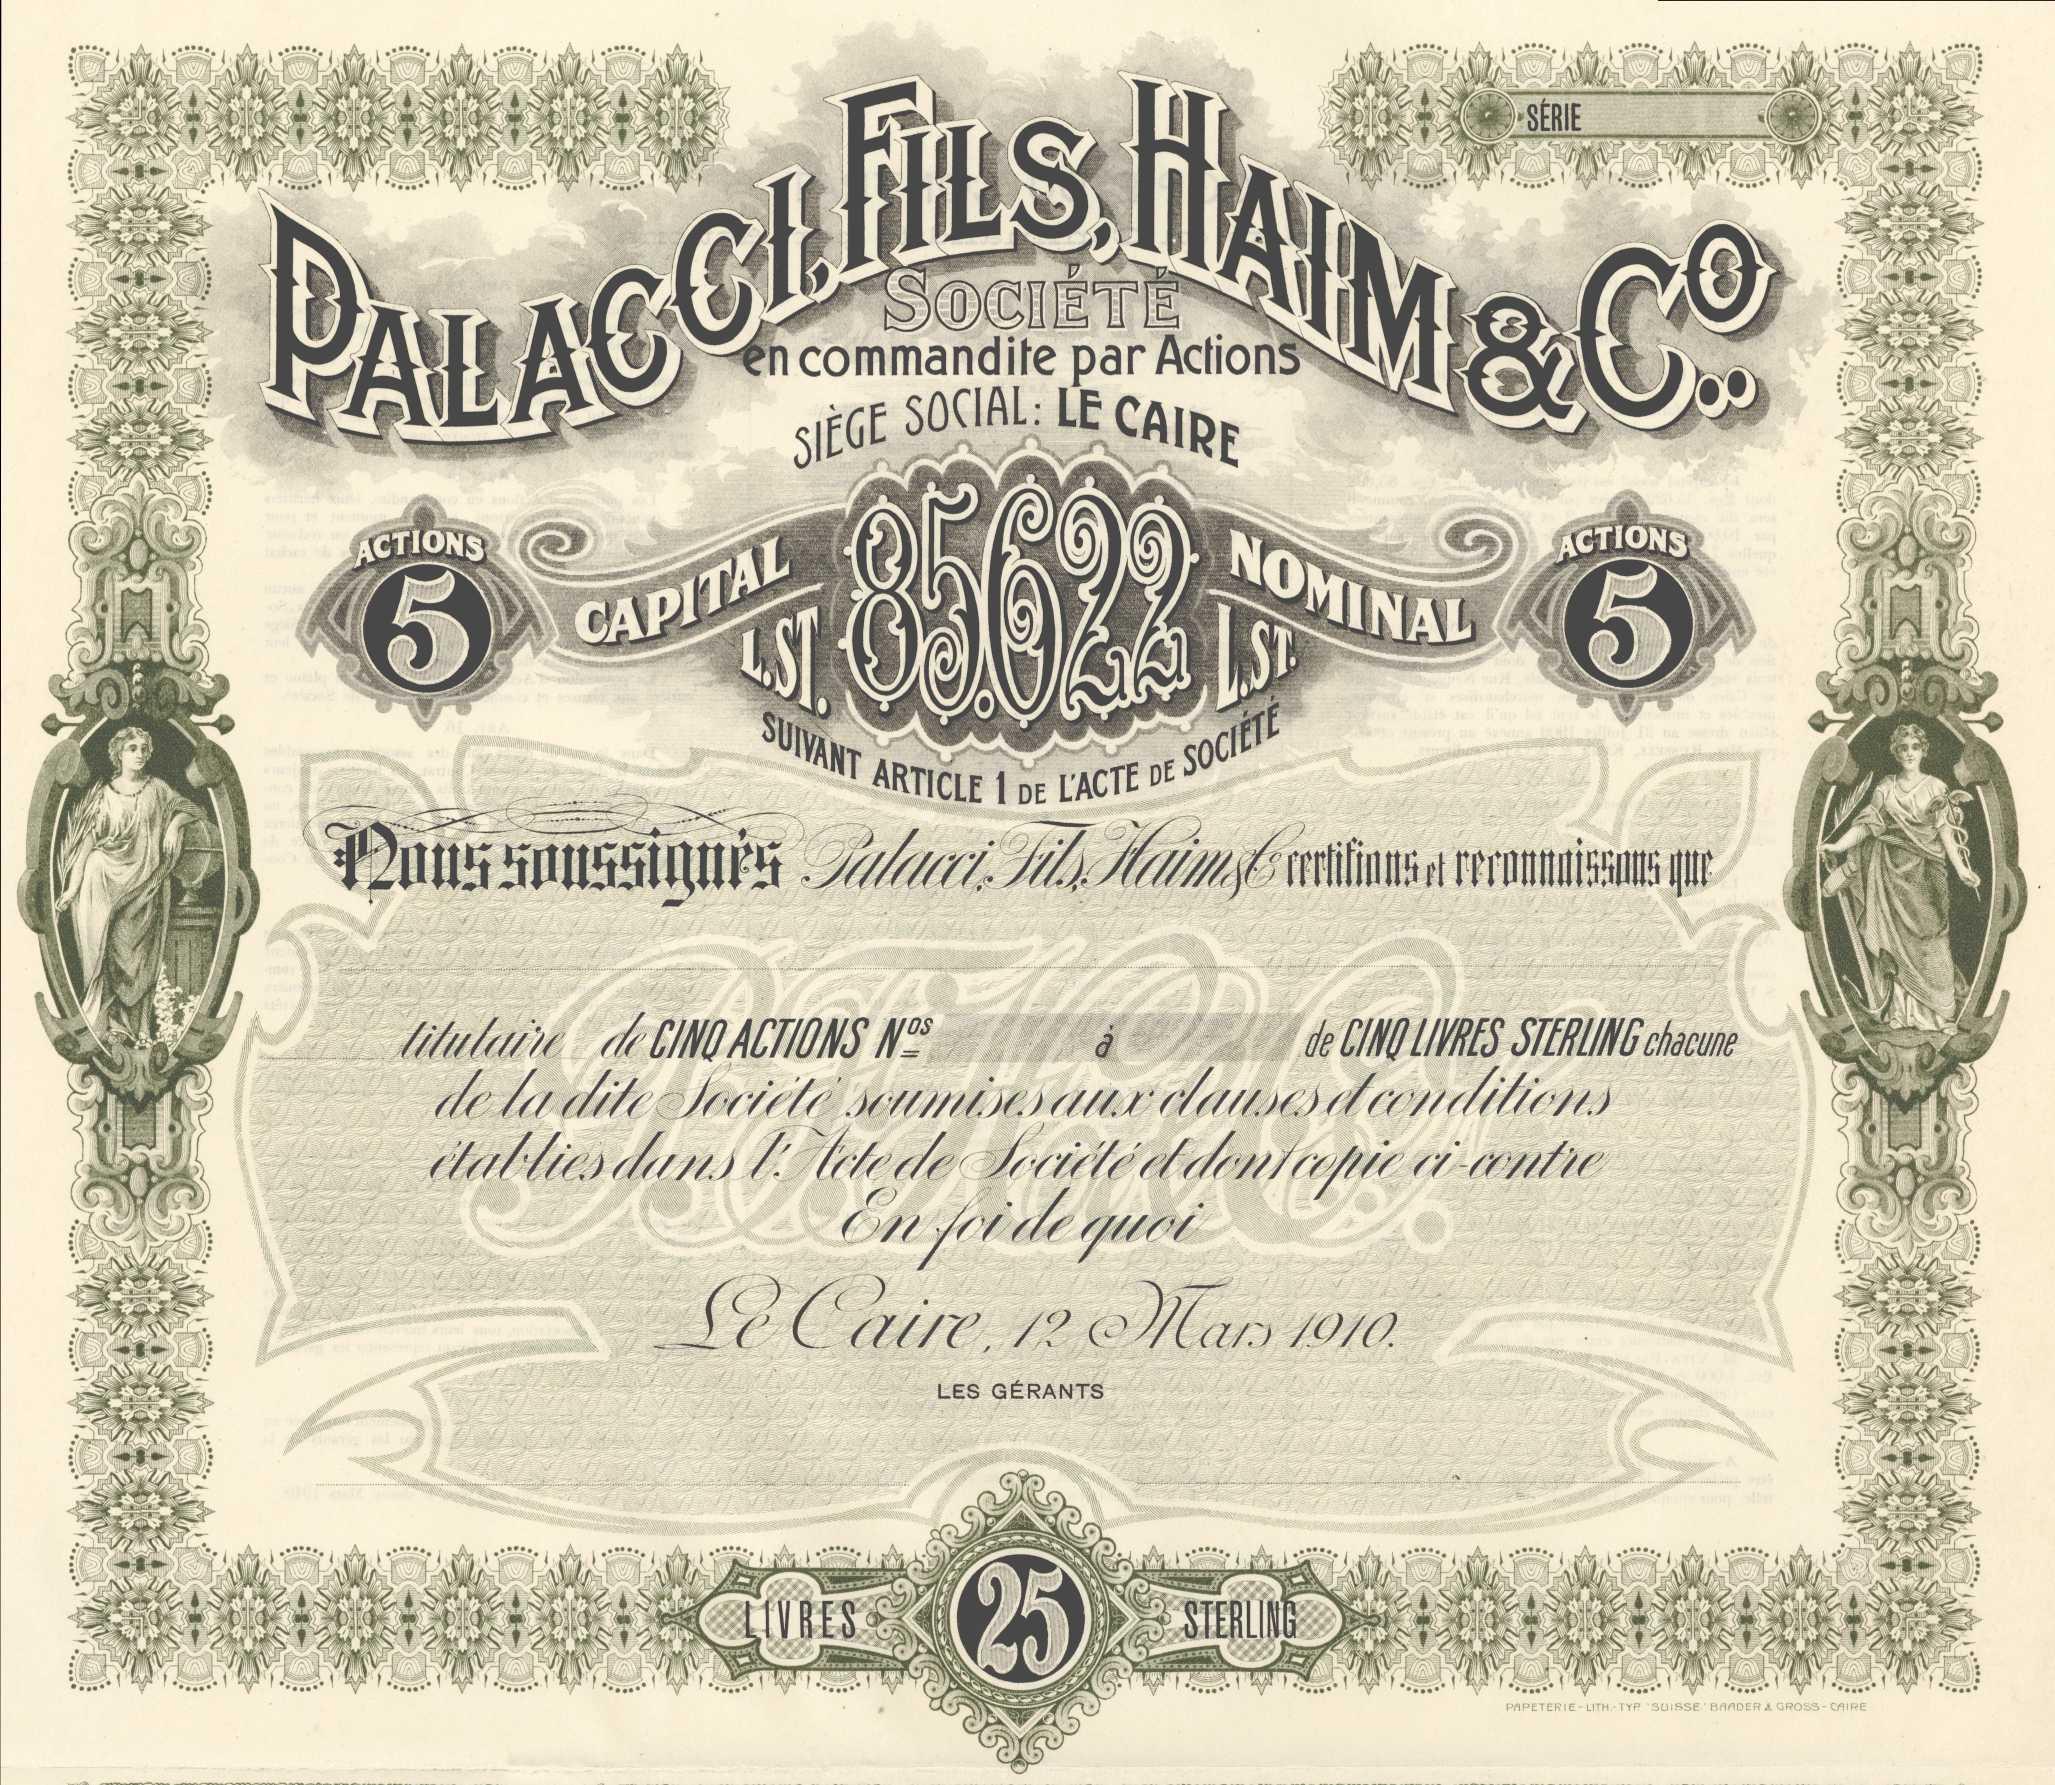 SÉRIE
PALACCI, FILS, HAIM & Cº.
SOCIÉTÉ
en commandite par Actions
SIÈGE SOCIAL: LE CAIRE
ACTIONS
5
CAPITAL
L.ST.
85.622
NOMINAL
L.ST.
ACTIONS
5
SUIVANT ARTICLE 1 DE L'ACTE DE SOCIÉTÉ
Nous soussignés Palacci, Fils, Haim & C certifions et reconnaissons que
titulaire de CINQ ACTIONS Nos à de CINQ LIVRES STERLING chacune
de la dite Société soumises aux clauses et conditions
établies dans l'Acte de Société et dont copie ci-contre
En foi de quoi
Le Caire, 12 Mars 1910.
LES GÉRANTS
LIVRES 25 STERLING
PAPETERIE-LITH.-TYP. "SUISSE" BAADER & GROSS-CAIRE